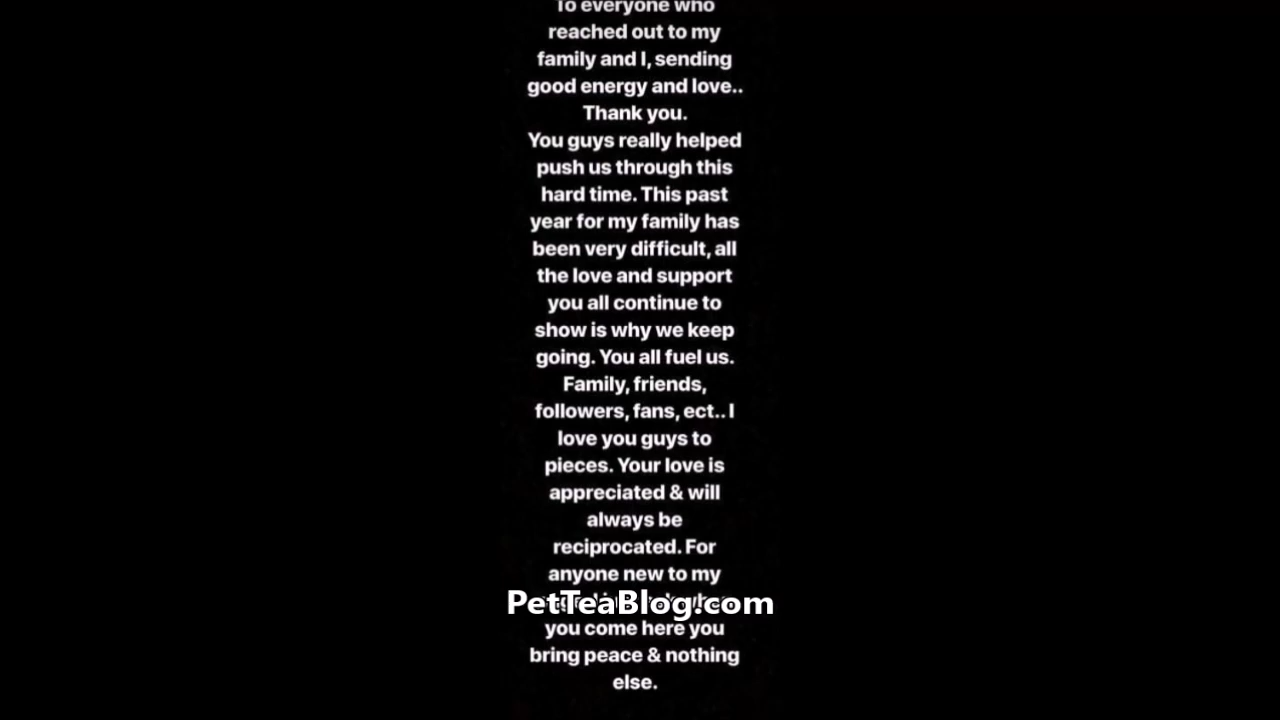 To everyone who
reached out to my
family and I, sending
good energy and love..
Thank you.
You guys really helped
push us through this
hard time. This past
year for my family has
been very difficult, all
the love and support
you all continue to
show is why we keep
going. You all fuel us.
Family, friends,
followers, fans, ect.. I
love you guys to
pieces. Your love is
appreciated & will
always be
reciprocated. For
anyone new to my
PetTeaBlog.com
you come here you
bring peace & nothing
else.